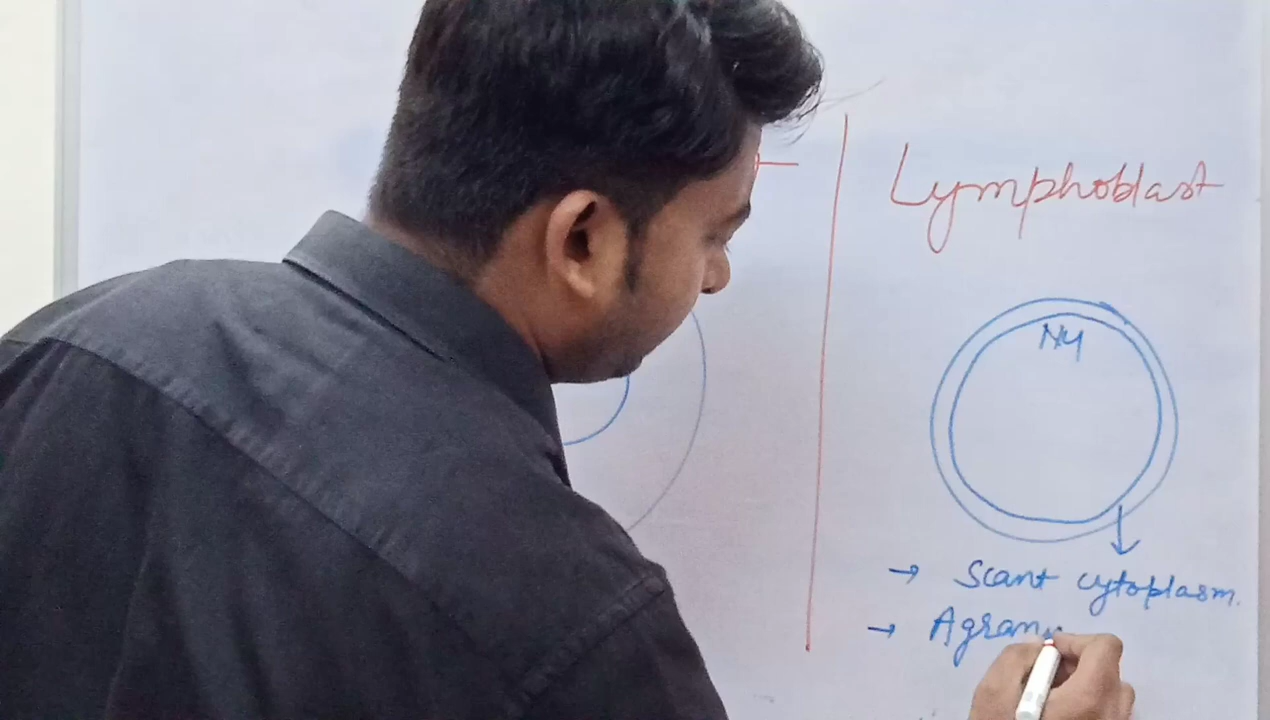 Lymphoblast
Nu
→ Scant cytoplasm.
→ Agranu